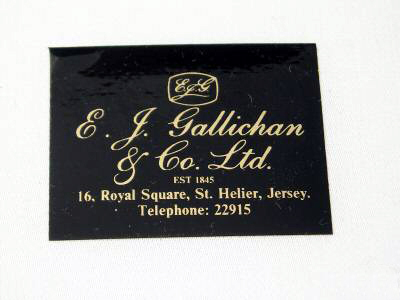 EJG
E. J. Gallichan
& Co. Ltd.
EST 1845
16, Royal Square, St. Helier, Jersey.
Telephone: 22915